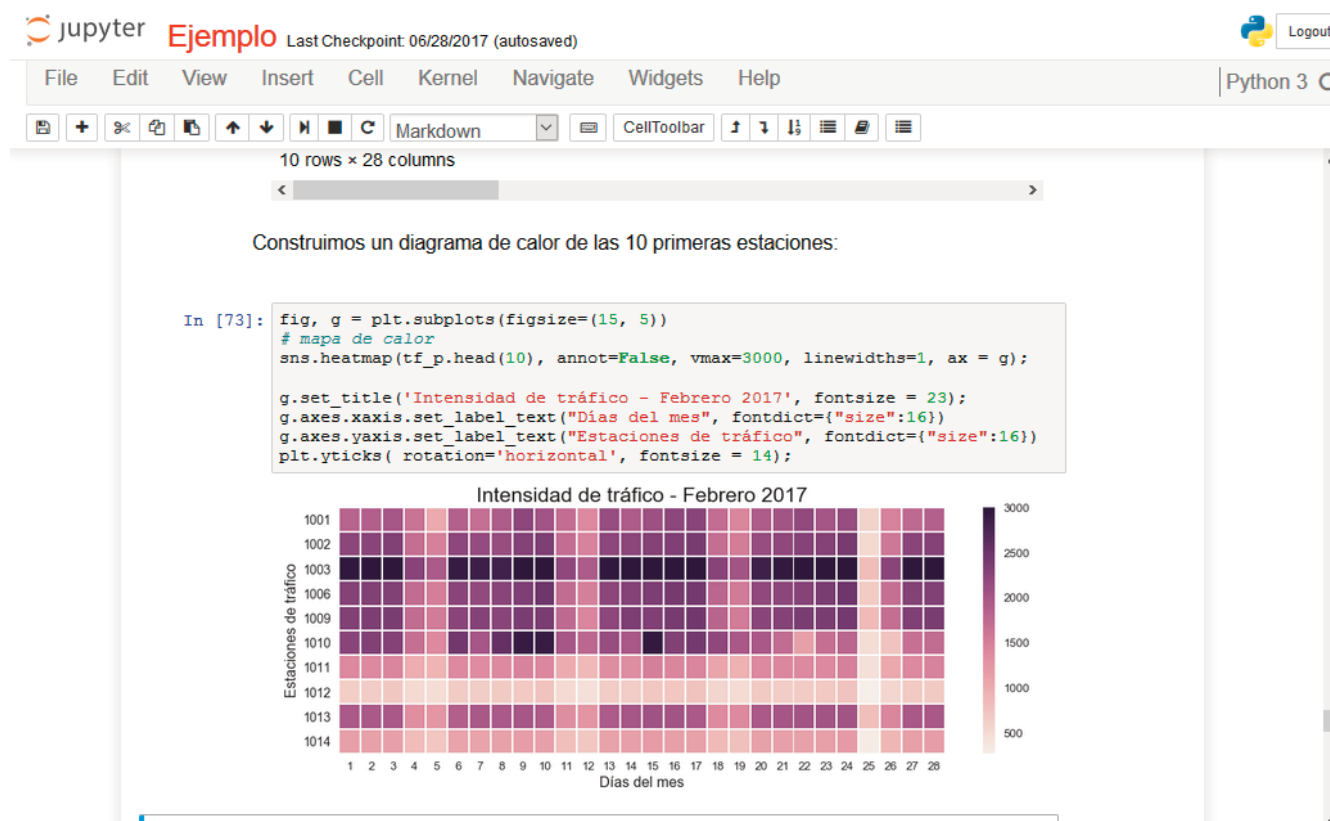 jupyter Ejemplo Last Checkpoint: 06/28/2017 (autosaved)
Logout
File Edit View Insert Cell Kernel Navigate Widgets Help
Python 3
Markdown
CellToolbar
10 rows × 28 columns
Construimos un diagrama de calor de las 10 primeras estaciones:
In [73]: fig, g = plt.subplots(figsize=(15, 5))
# mapa de calor
sns.heatmap(tf_p.head(10), annot=False, vmax=3000, linewidths=1, ax = g);
g.set_title('Intensidad de tráfico - Febrero 2017', fontsize = 23);
g.axes.xaxis.set_label_text("Días del mes", fontdict={"size":16})
g.axes.yaxis.set_label_text("Estaciones de tráfico", fontdict={"size":16})
plt.yticks( rotation='horizontal', fontsize = 14);
Intensidad de tráfico - Febrero 2017
Estaciones de tráfico
1001
1002
1003
1006
1009
1010
1011
1012
1013
1014
3000
2500
2000
1500
1000
500
1 2 3 4 5 6 7 8 9 10 11 12 13 14 15 16 17 18 19 20 21 22 23 24 25 26 27 28
Días del mes